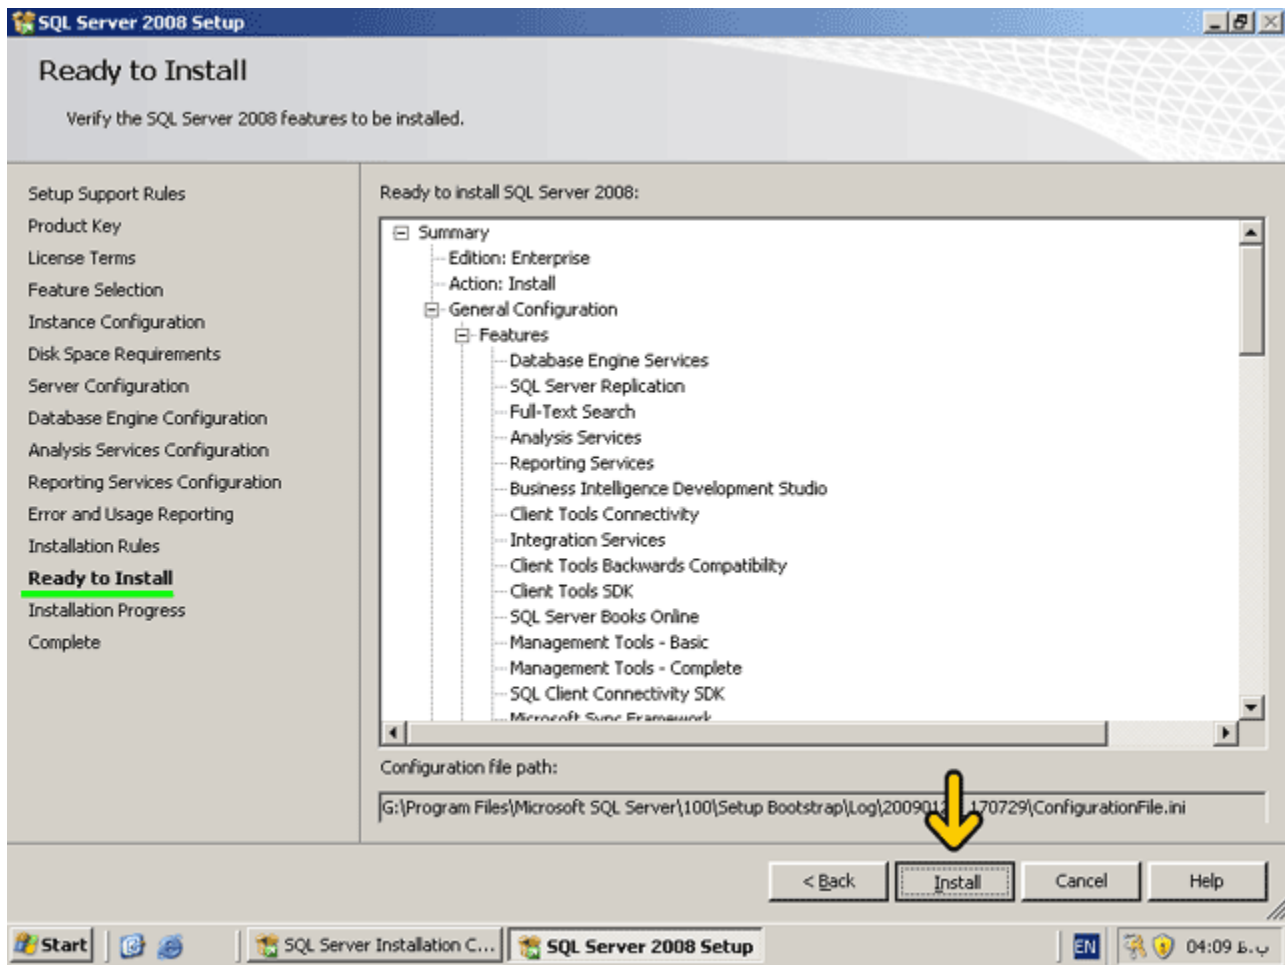 SQL Server 2008 Setup
Ready to Install
Verify the SQL Server 2008 features to be installed.
Setup Support Rules
Product Key
License Terms
Feature Selection
Instance Configuration
Disk Space Requirements
Server Configuration
Database Engine Configuration
Analysis Services Configuration
Reporting Services Configuration
Error and Usage Reporting
Installation Rules
Ready to Install
Installation Progress
Complete
Ready to install SQL Server 2008:
Summary
Edition: Enterprise
Action: Install
General Configuration
Features
Database Engine Services
SQL Server Replication
Full-Text Search
Analysis Services
Reporting Services
Business Intelligence Development Studio
Client Tools Connectivity
Integration Services
Client Tools Backwards Compatibility
Client Tools SDK
SQL Server Books Online
Management Tools - Basic
Management Tools - Complete
SQL Client Connectivity SDK
Microsoft Sync Framework
Configuration file path:
G:\Program Files\Microsoft SQL Server\100\Setup Bootstrap\Log\200901 170729\ConfigurationFile.ini
< Back
Install
Cancel
Help
Start
SQL Server Installation C...
SQL Server 2008 Setup
EN
04:09 ب.ظ